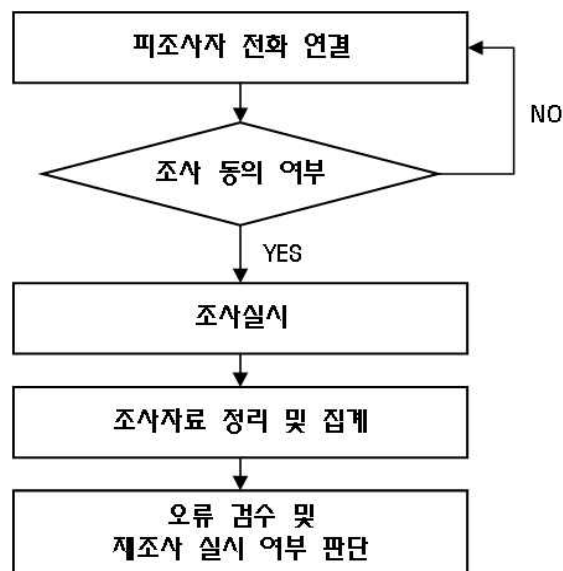 피조사자 전화 연결
NO
조사 동의 여부
YES
조사실시
조사자료 정리 및 집계
오류 검수 및
재조사 실시 여부 판단